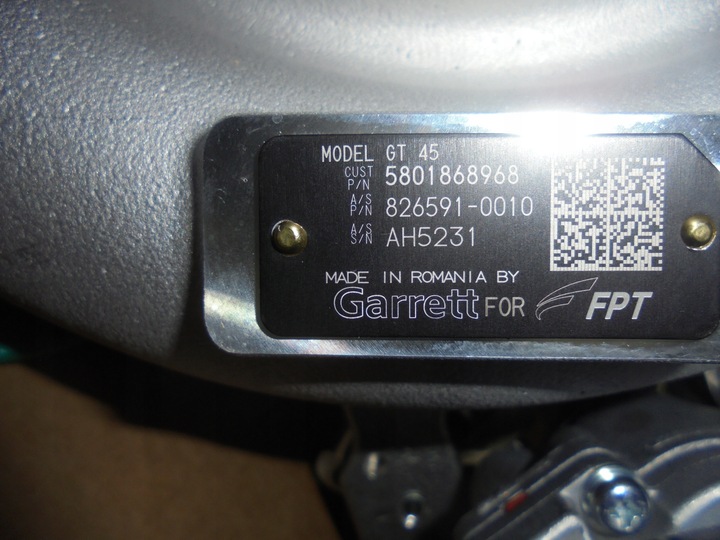 MODEL GT 45
CUST P/N 5801868968
A/S P/N 826591-0010
A/S S/N AH5231
MADE IN ROMANIA BY
Garrett FOR FPT